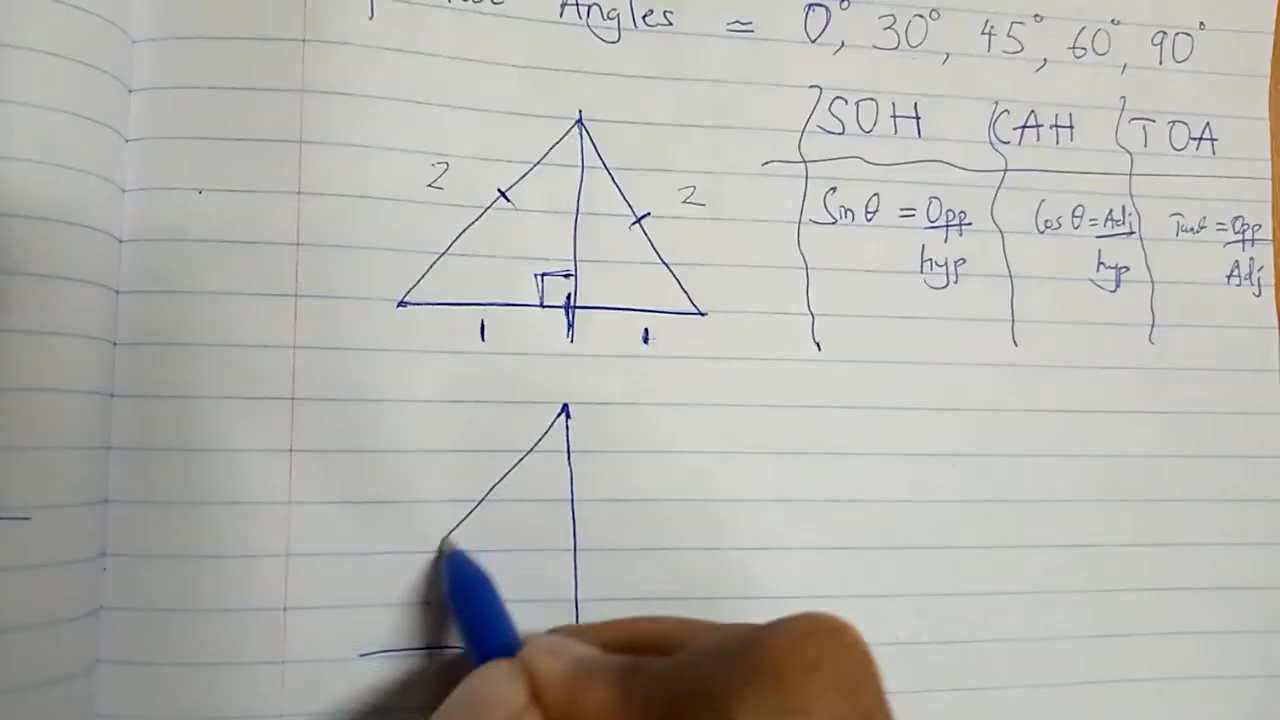 Angles = 0°, 30°, 45°, 60°, 90°
SOH CAH TOA
Sin θ = Opp
hyp
Cos θ = Adj
hyp
Tan θ = Opp
Adj
2 2
1 1